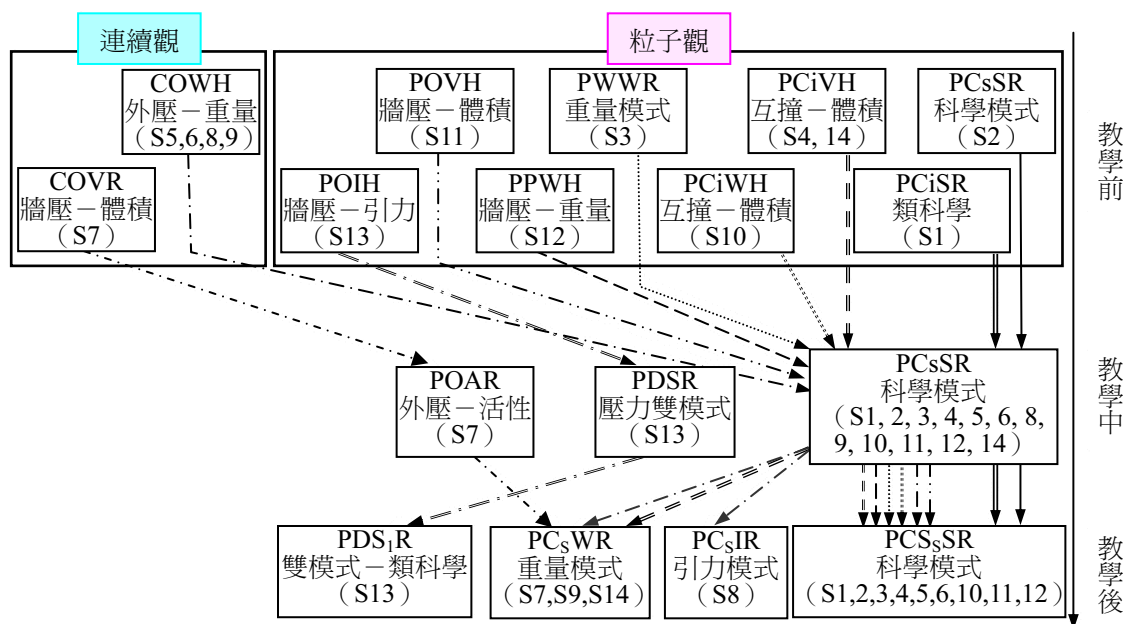 連續觀
粒子觀
COWH
外壓－重量
（S5,6,8,9）
POVH
牆壓－體積
（S11）
PWWR
重量模式
（S3）
PCiVH
互撞－體積
（S4, 14）
PCsSR
科學模式
（S2）
COVR
牆壓－體積
（S7）
POIH
牆壓－引力
（S13）
PPWH
牆壓－重量
（S12）
PCiWH
互撞－體積
（S10）
PCiSR
類科學
（S1）
教學前
POAR
外壓－活性
（S7）
PDSR
壓力雙模式
（S13）
PCsSR
科學模式
（S1, 2, 3, 4, 5, 6, 8,
9, 10, 11, 12, 14）
教學中
PDS₁R
雙模式－類科學
（S13）
PCₛWR
重量模式
（S7,S9,S14）
PCₛIR
引力模式
（S8）
PCSₛSR
科學模式
（S1,2,3,4,5,6,10,11,12）
教學後